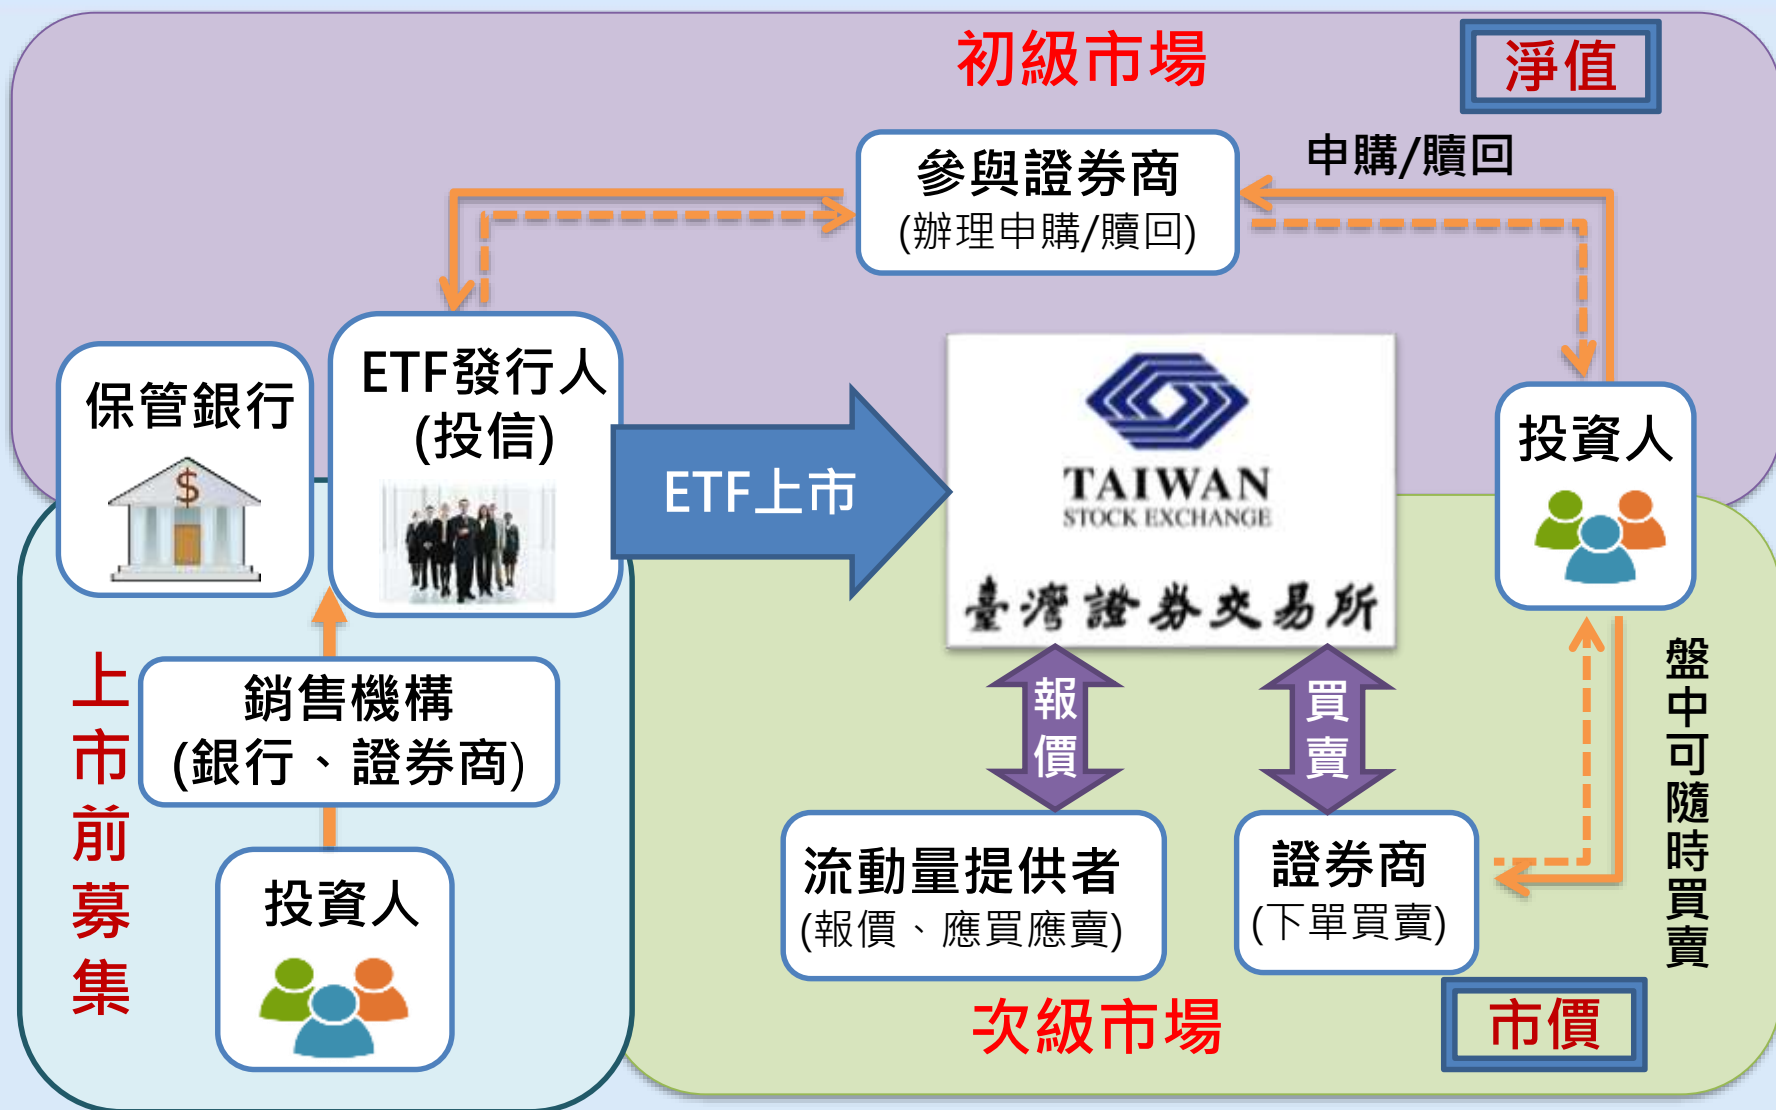 初級市場
淨值
申購/贖回
參與證券商
(辦理申購/贖回)
保管銀行
$
ETF發行人
(投信)
ETF上市
TAIWAN
STOCK EXCHANGE
臺灣證券交易所
投資人
上市前募集
銷售機構
(銀行、證券商)
投資人
報價
買賣
盤中可隨時買賣
流動量提供者
(報價、應買應賣)
證券商
(下單買賣)
次級市場
市價